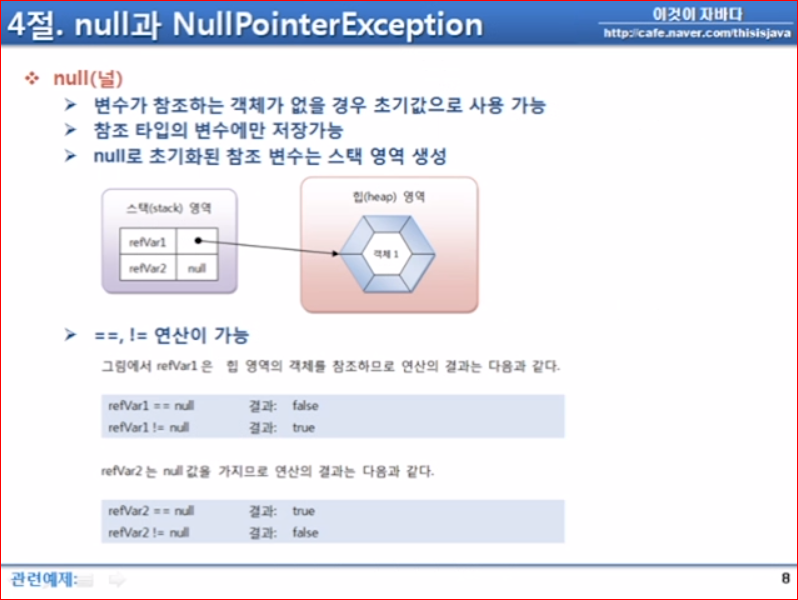 4절. null과 NullPointerException
이것이 자바다
http://cafe.naver.com/thisisjava
null(널)
변수가 참조하는 객체가 없을 경우 초기값으로 사용 가능
참조 타입의 변수에만 저장가능
null로 초기화된 참조 변수는 스택 영역 생성
스택(stack) 영역
refVar1
refVar2 null
힙(heap) 영역
객체 1
==, != 연산이 가능
그림에서 refVar1 은 힙 영역의 객체를 참조하므로 연산의 결과는 다음과 같다.
refVar1 == null 결과: false
refVar1 != null 결과: true
refVar2 는 null 값을 가지므로 연산의 결과는 다음과 같다.
refVar2 == null 결과: true
refVar2 != null 결과: false
관련예제:
8